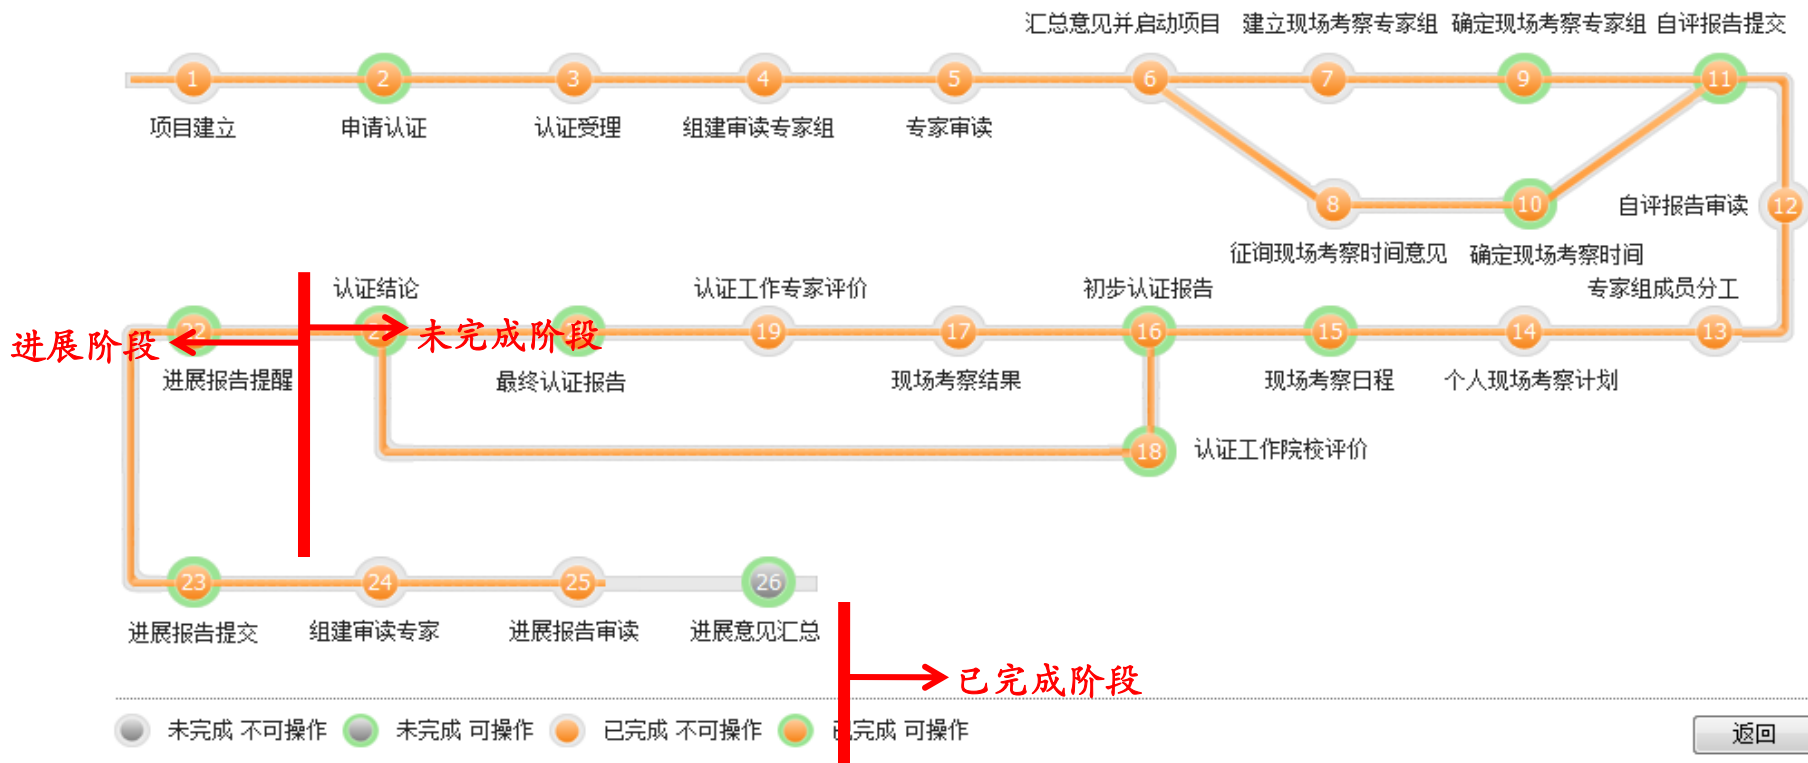 汇总意见并启动项目 建立现场考察专家组 确定现场考察专家组 自评报告提交
1 2 3 4 5 6 7 9 11
项目建立 申请认证 认证受理 组建审读专家组 专家审读
8 10 自评报告审读 12
征询现场考察时间意见 确定现场考察时间
认证结论 认证工作专家评价 初步认证报告 专家组成员分工
进展阶段 22 未完成阶段 19 17 16 15 14 13
进展报告提醒 最终认证报告 现场考察结果 现场考察日程 个人现场考察计划
18 认证工作院校评价
23 24 25 26
进展报告提交 组建审读专家 进展报告审读 进展意见汇总
已完成阶段
未完成 不可操作 未完成 可操作 已完成 不可操作 已完成 可操作
返回